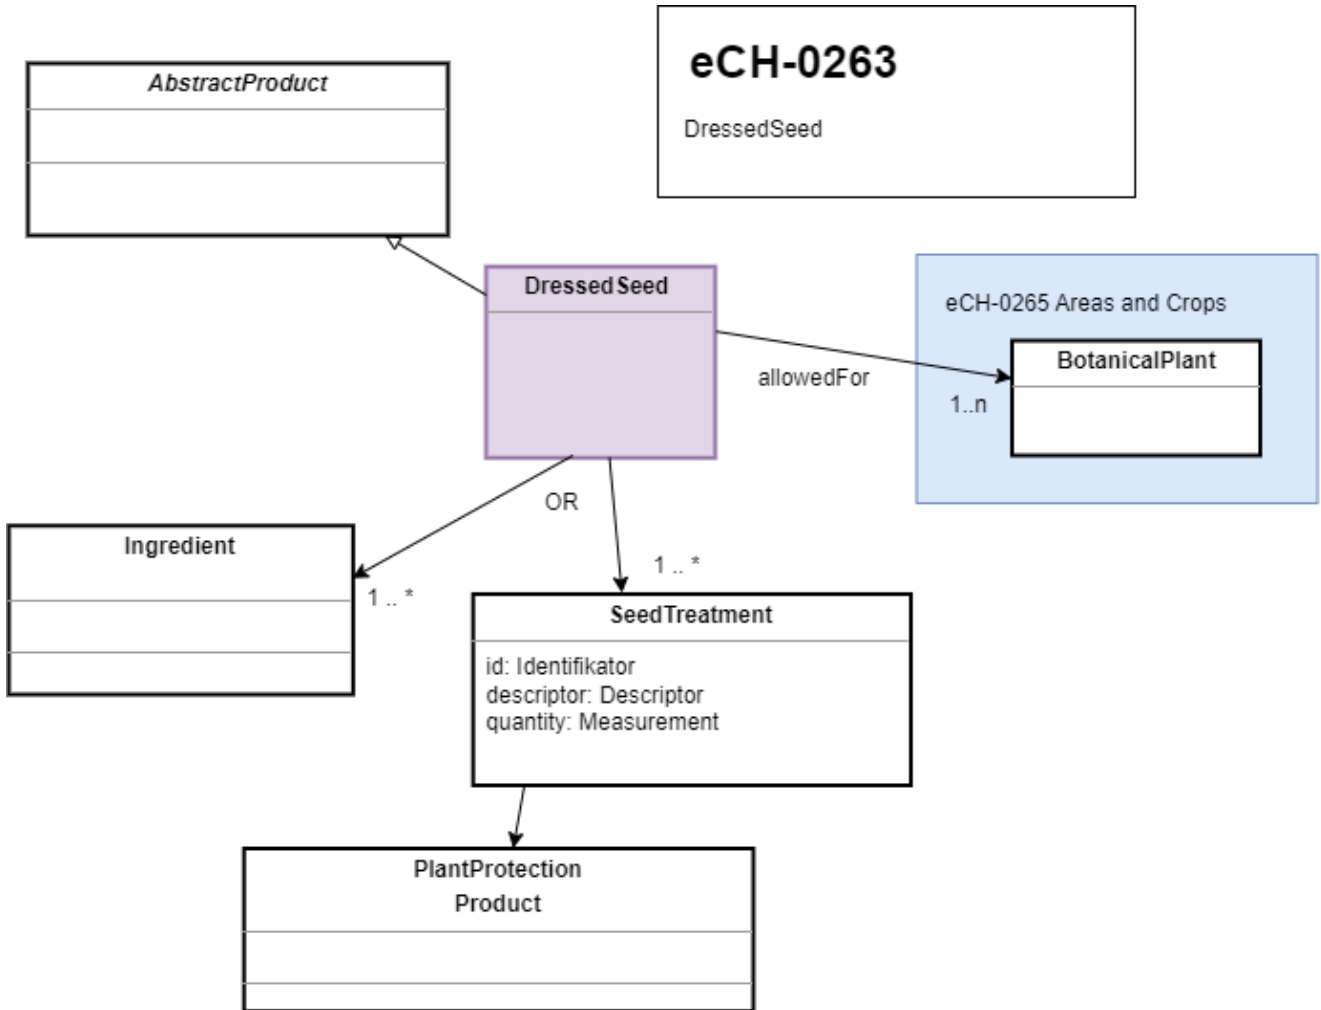 eCH-0263
DressedSeed
AbstractProduct
DressedSeed
eCH-0265 Areas and Crops
BotanicalPlant
allowedFor
1..n
OR
Ingredient
1 .. *
1 .. *
SeedTreatment
id: Identifikator
descriptor: Descriptor
quantity: Measurement
PlantProtection
Product